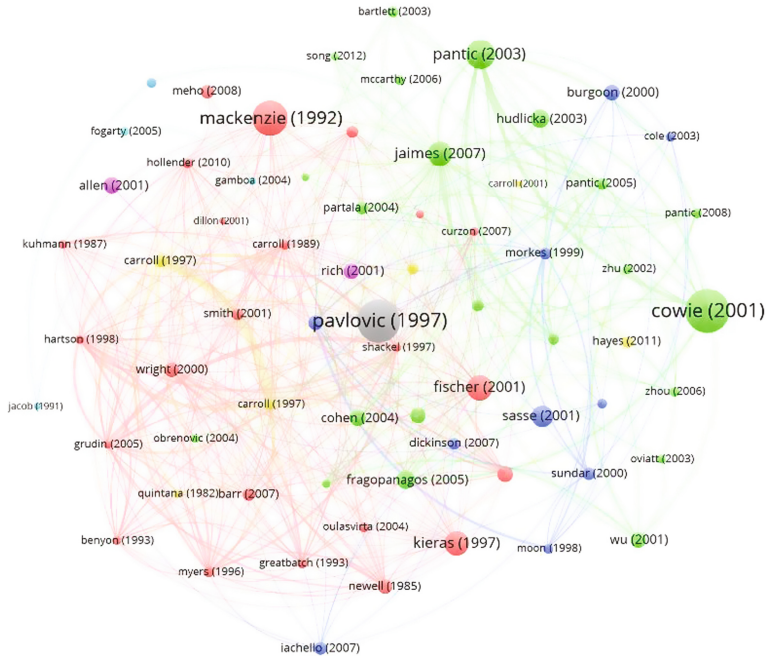 bartlett (2003)
song (2012)
pantic (2003)
mccarthy (2006)
meho (2008)
burgoon (2000)
mackenzie (1992)
hudlicka (2003)
fogarty (2005)
cole (2003)
jaimes (2007)
hollender (2010)
allen (2001)
gamboa (2004)
carroll (2001)
pantic (2005)
partala (2004)
pantic (2008)
dillon (2001)
curzon (2007)
kuhmann (1987)
carroll (1989)
carroll (1997)
morkes (1999)
rich (2001)
zhu (2002)
smith (2001)
pavlovic (1997)
cowie (2001)
hartson (1998)
shackel (1997)
hayes (2011)
wright (2000)
fischer (2001)
zhou (2006)
jacob (1991)
carroll (1997)
cohen (2004)
sasse (2001)
grudin (2005)
obrenovic (2004)
dickinson (2007)
oviatt (2003)
sundar (2000)
fragopanagos (2005)
quintana (1982)
barr (2007)
oulasvirta (2004)
benyon (1993)
kieras (1997)
moon (1998)
wu (2001)
greatbatch (1993)
myers (1996)
newell (1985)
iachello (2007)